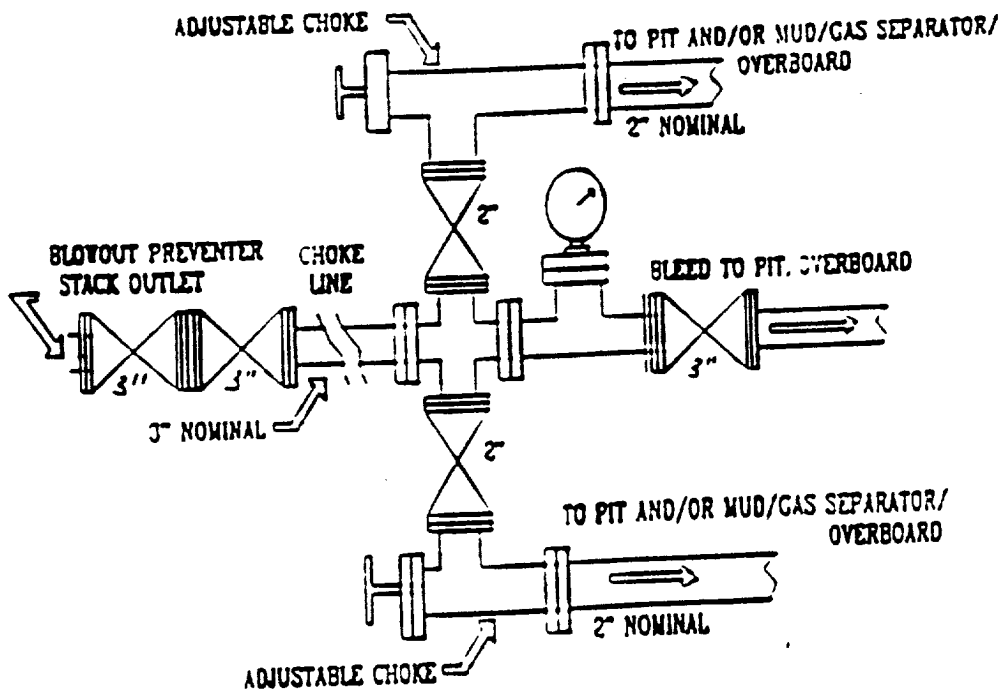 ADJUSTABLE CHOKE
TO PIT AND/OR MUD/GAS SEPARATOR/
OVERBOARD
2" NOMINAL
2"
BLOWOUT PREVENTER
STACK OUTLET
CHOKE
LINE
BLEED TO PIT. OVERBOARD
3"
3"
3"
3" NOMINAL
2"
TO PIT AND/OR MUD/GAS SEPARATOR/
OVERBOARD
2" NOMINAL
ADJUSTABLE CHOKE